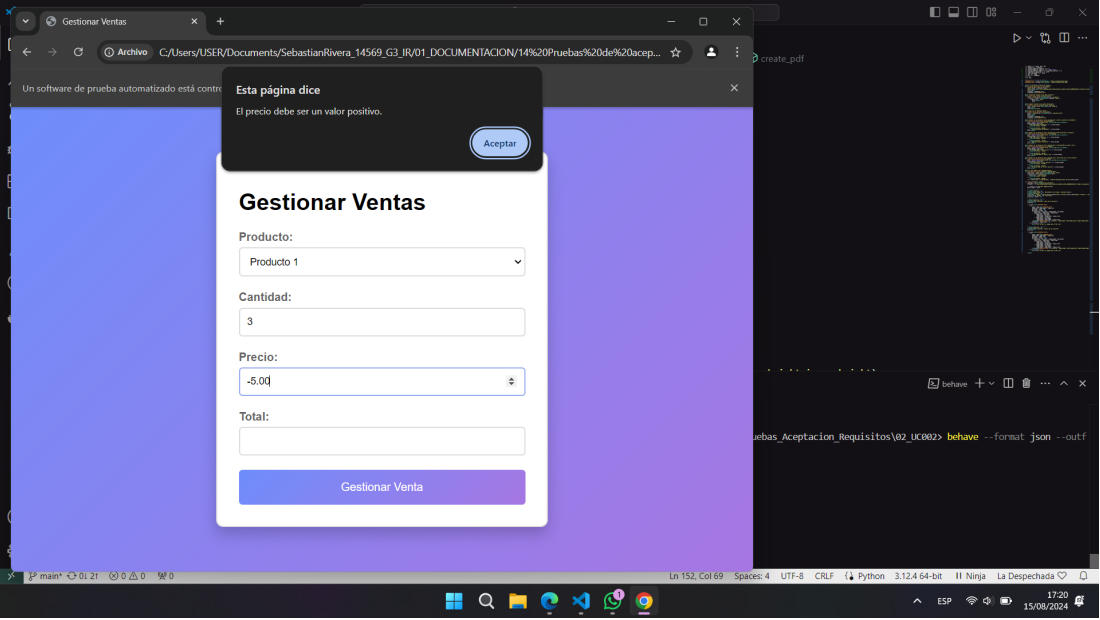 Gestionar Ventas
Archivo
C:/Users/USER/Documents/SebastianRivera_14569_G3_IR/01_DOCUMENTACION/14%20Pruebas%20de%20acep...
Un software de prueba automatizado está contro
Esta página dice
El precio debe ser un valor positivo.
Aceptar
Gestionar Ventas
Producto:
Producto 1
Cantidad:
3
Precio:
-5.00
Total:
Gestionar Venta
create_pdf
behave
uebas_Aceptacion_Requisitos\02_UC002> behave --format json --outf
main* 0↓ 2↑ 0 0 0
Ln 152, Col 69 Spaces: 4 UTF-8 CRLF Python 3.12.4 64-bit Ninja La Despechada
1
ESP
17:20
15/08/2024